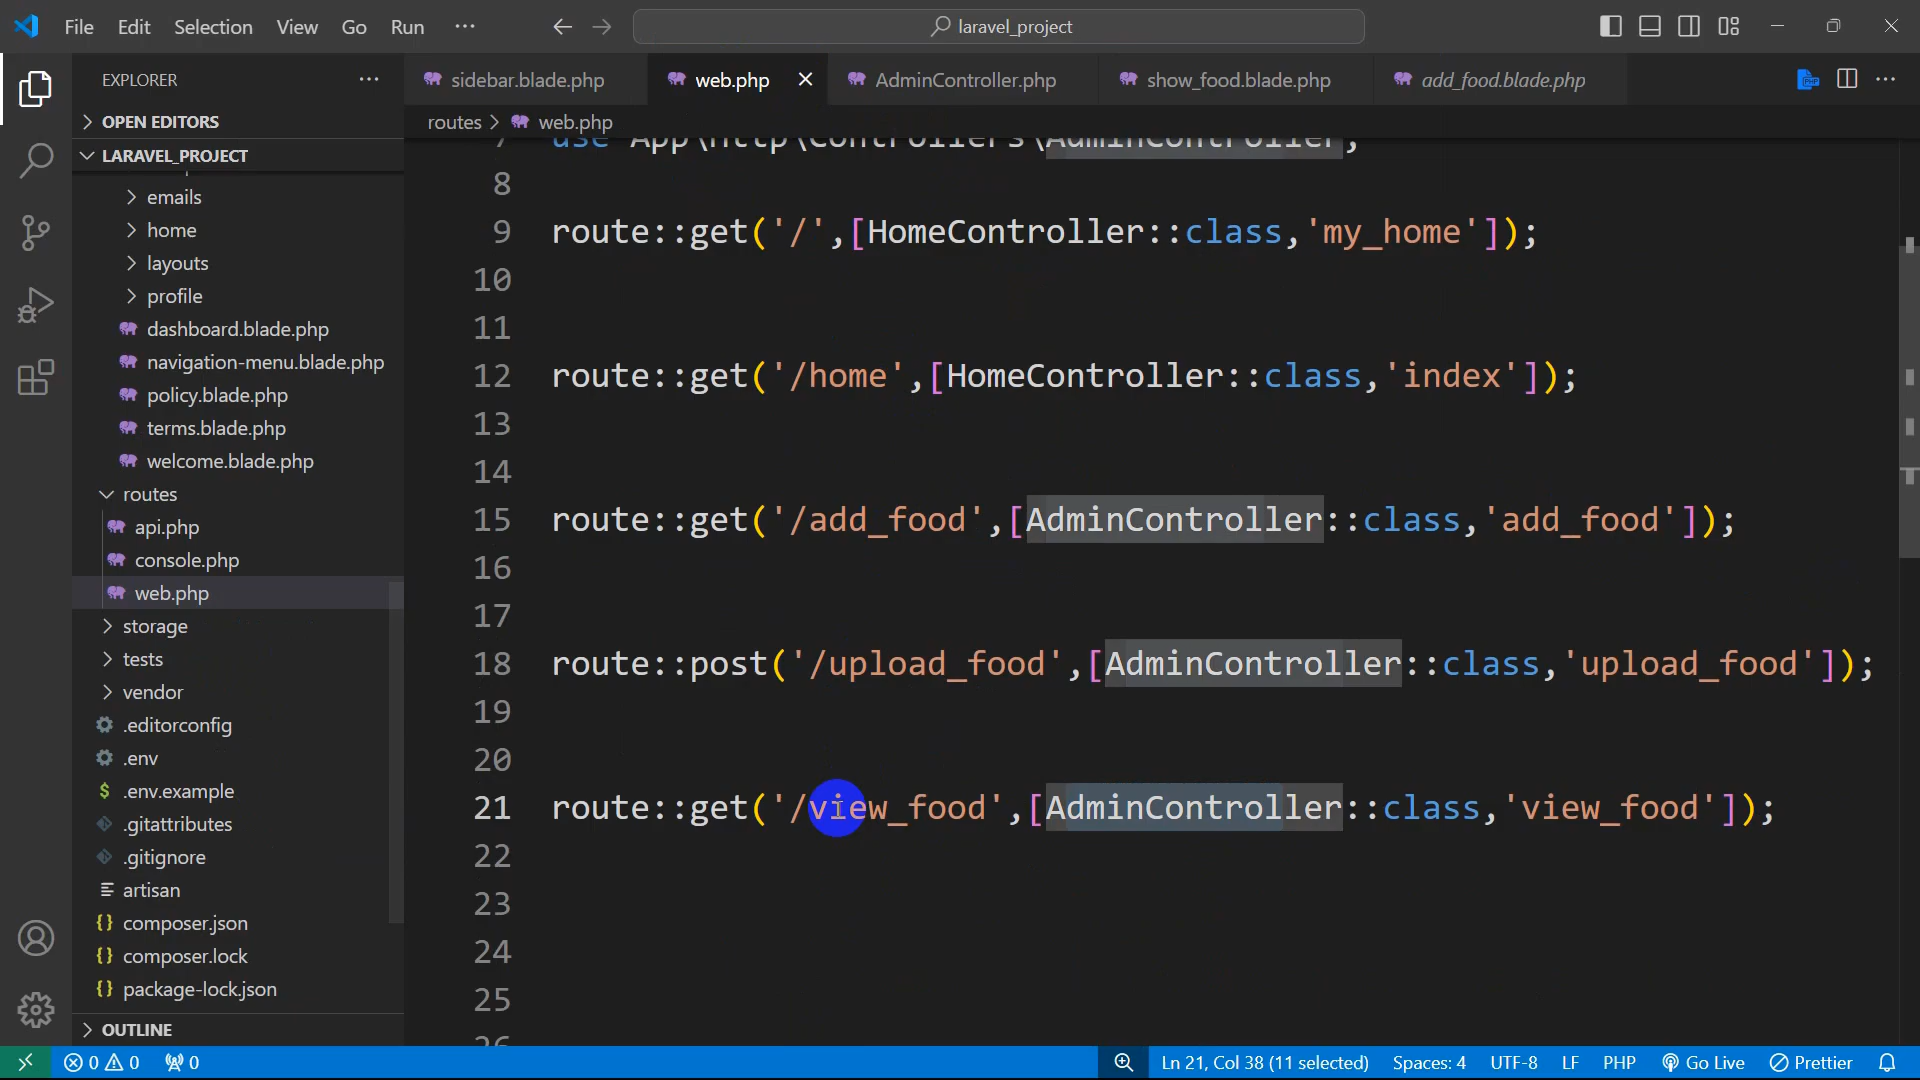 File Edit Selection View Go Run ···
laravel_project
EXPLORER
OPEN EDITORS
LARAVEL_PROJECT
emails
home
layouts
profile
dashboard.blade.php
navigation-menu.blade.php
policy.blade.php
terms.blade.php
welcome.blade.php
routes
api.php
console.php
web.php
storage
tests
vendor
.editorconfig
.env
.env.example
.gitattributes
.gitignore
artisan
composer.json
composer.lock
package-lock.json
OUTLINE
sidebar.blade.php web.php AdminController.php show_food.blade.php add_food.blade.php
routes > web.php
7 use App\Http\Controllers\AdminController;
8
9 route::get('/',[HomeController::class,'my_home']);
10
11
12 route::get('/home',[HomeController::class,'index']);
13
14
15 route::get('/add_food',[AdminController::class,'add_food']);
16
17
18 route::post('/upload_food',[AdminController::class,'upload_food']);
19
20
21 route::get('/view_food',[AdminController::class,'view_food']);
22
23
24
25
26
0 0 0 Ln 21, Col 38 (11 selected) Spaces: 4 UTF-8 LF PHP Go Live Prettier